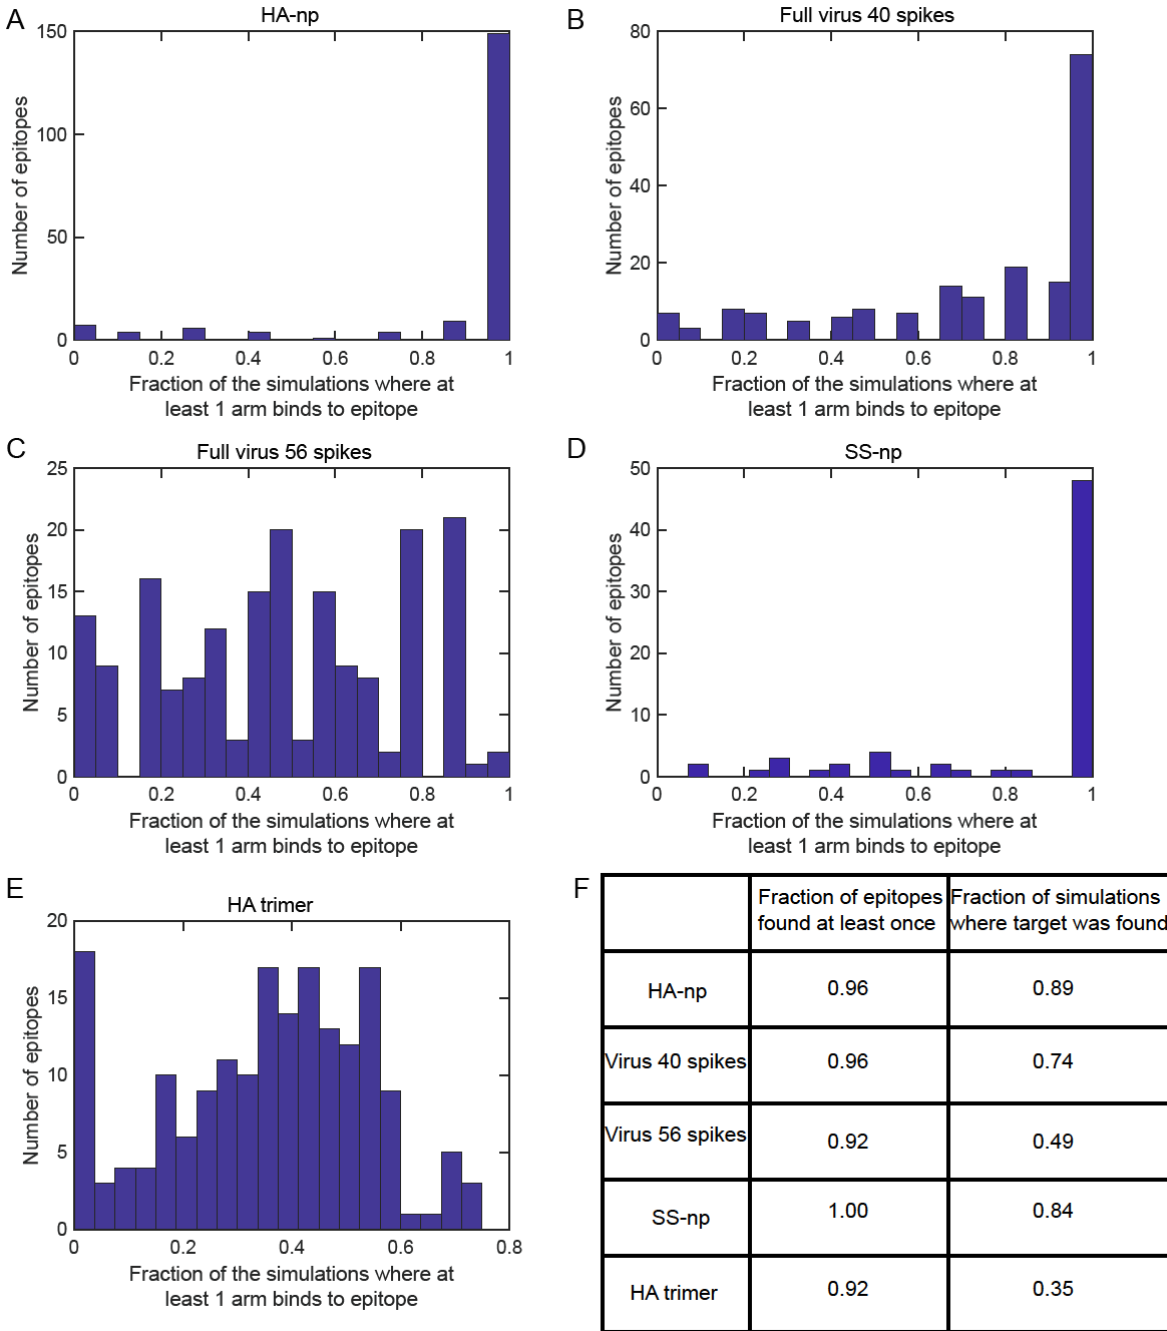 A
HA-np
150
100
50
0
Number of epitopes
0 0.2 0.4 0.6 0.8 1
Fraction of the simulations where at
least 1 arm binds to epitope
B
Full virus 40 spikes
80
60
40
20
0
Number of epitopes
0 0.2 0.4 0.6 0.8 1
Fraction of the simulations where at
least 1 arm binds to epitope
C
Full virus 56 spikes
25
20
15
10
5
0
Number of epitopes
0 0.2 0.4 0.6 0.8 1
Fraction of the simulations where at
least 1 arm binds to epitope
D
SS-np
50
40
30
20
10
0
Number of epitopes
0 0.2 0.4 0.6 0.8 1
Fraction of the simulations where at
least 1 arm binds to epitope
E
HA trimer
20
15
10
5
0
Number of epitopes
0 0.2 0.4 0.6 0.8
Fraction of the simulations where at
least 1 arm binds to epitope
F
Fraction of epitopes
found at least once
Fraction of simulations
where target was found
HA-np 0.96 0.89
Virus 40 spikes 0.96 0.74
Virus 56 spikes 0.92 0.49
SS-np 1.00 0.84
HA trimer 0.92 0.35